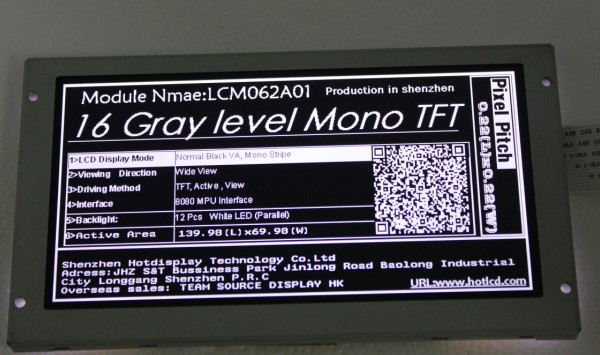 Module Nmae:LCM062A01 Production in shenzhen
16 Gray level Mono TFT
1>LCD Display Mode Normal Black VA, Mono Stripe
2>Viewing Direction Wide View
3>Driving Method TFT, Active , View
4>Interface 8080 MPU Interface
5>Backlight: 12 Pcs White LED (Parallel)
6>Active Area 139.98(L)x69.98(W)
Pixel Pitch
0.22(L)x0.22(W)
Shenzhen Hotdisplay Technology Co.Ltd
Adress:JHZ S&T Bussiness Park Jinlong Road Baolong Industrial
City Longgang Shenzhen P.R.C
Overseas sales: TEAM SOURCE DISPLAY HK
URL:www.hotlcd.com